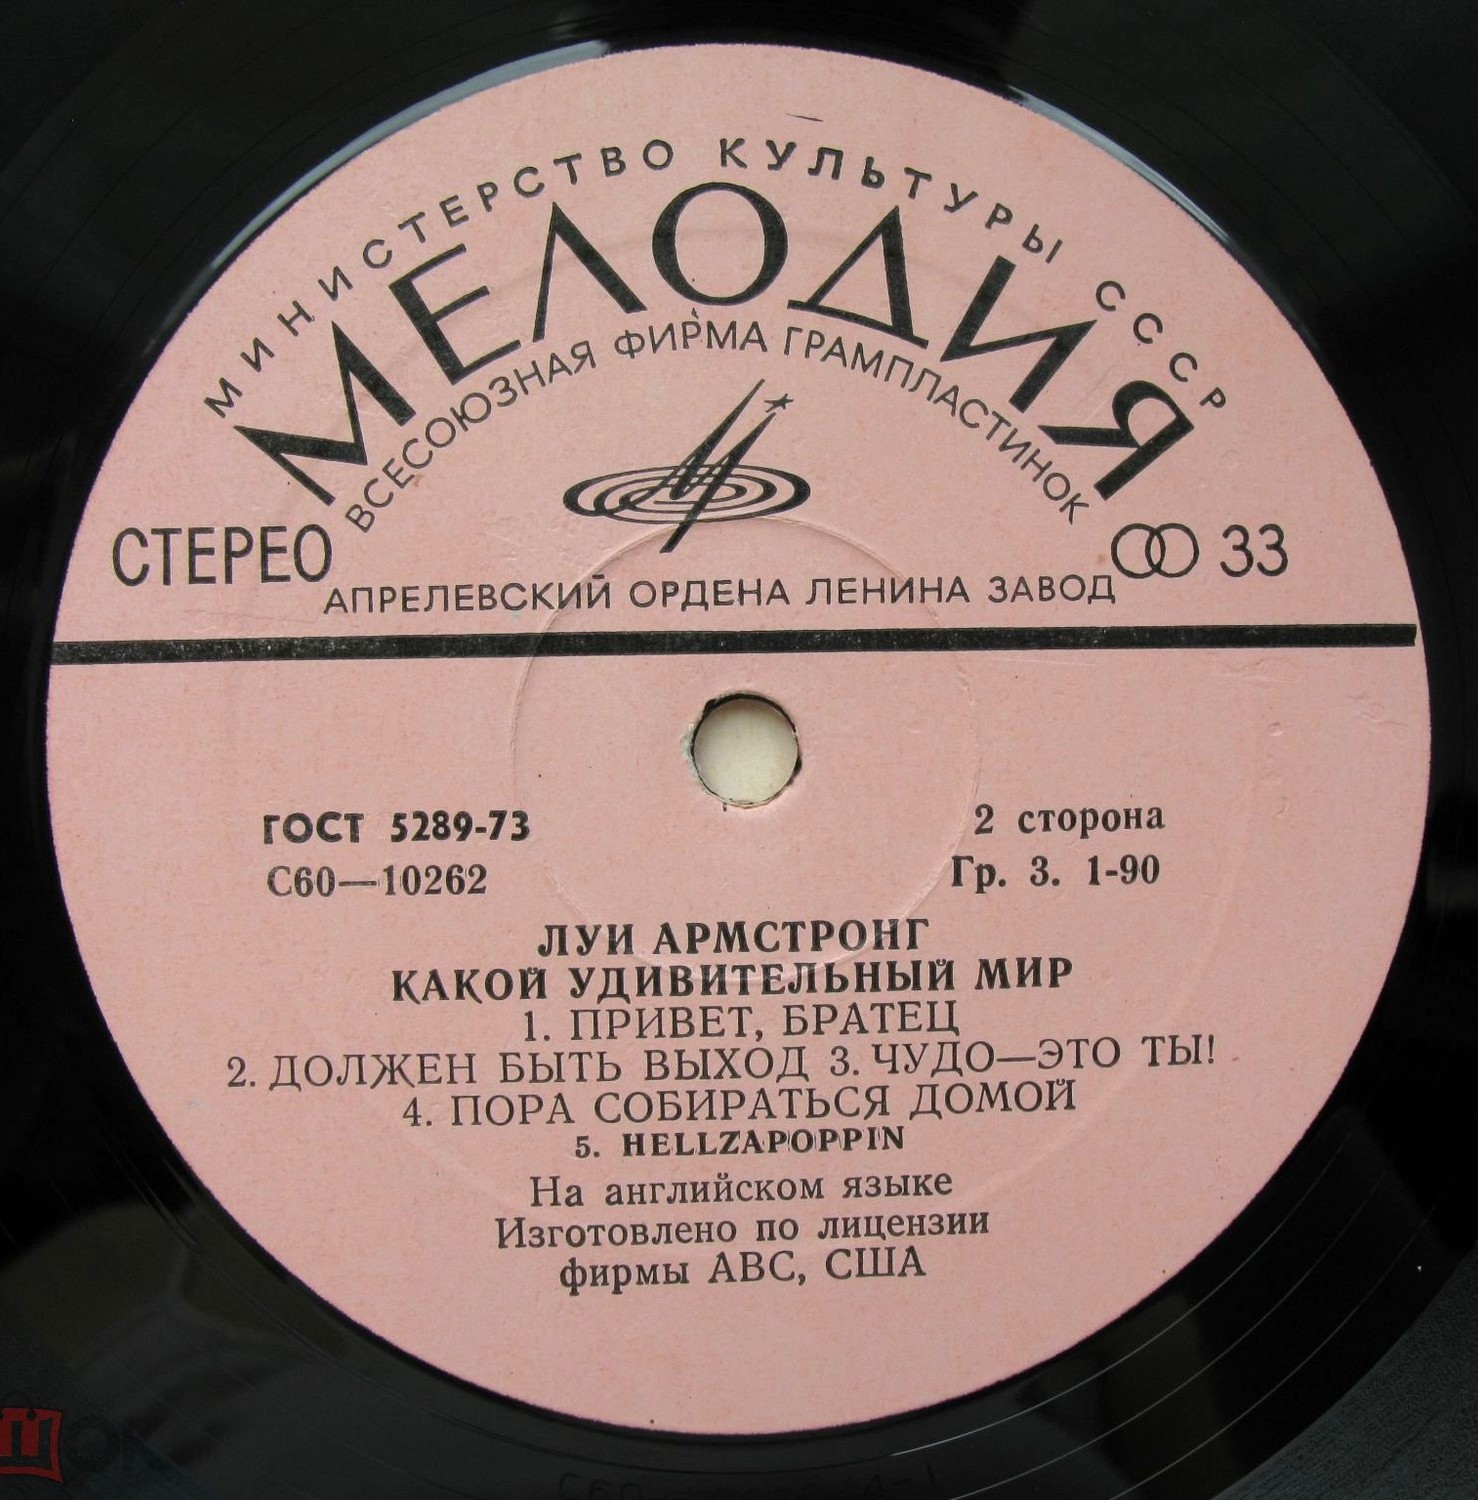 МИНИСТЕРСТВО КУЛЬТУРЫ СССР
МЕЛОДИЯ
ВСЕСОЮЗНАЯ ФИРМА ГРАМПЛАСТИНОК
СТЕРЕО
33
АПРЕЛЕВСКИЙ ОРДЕНА ЛЕНИНА ЗАВОД
ГОСТ 5289-73
2 сторона
С60—10262
Гр. 3. 1-90
ЛУИ АРМСТРОНГ
КАКОЙ УДИВИТЕЛЬНЫЙ МИР
1. ПРИВЕТ, БРАТЕЦ
2. ДОЛЖЕН БЫТЬ ВЫХОД 3. ЧУДО—ЭТО ТЫ!
4. ПОРА СОБИРАТЬСЯ ДОМОЙ
5. HELLZAPOPPIN
На английском языке
Изготовлено по лицензии
фирмы АВС, США